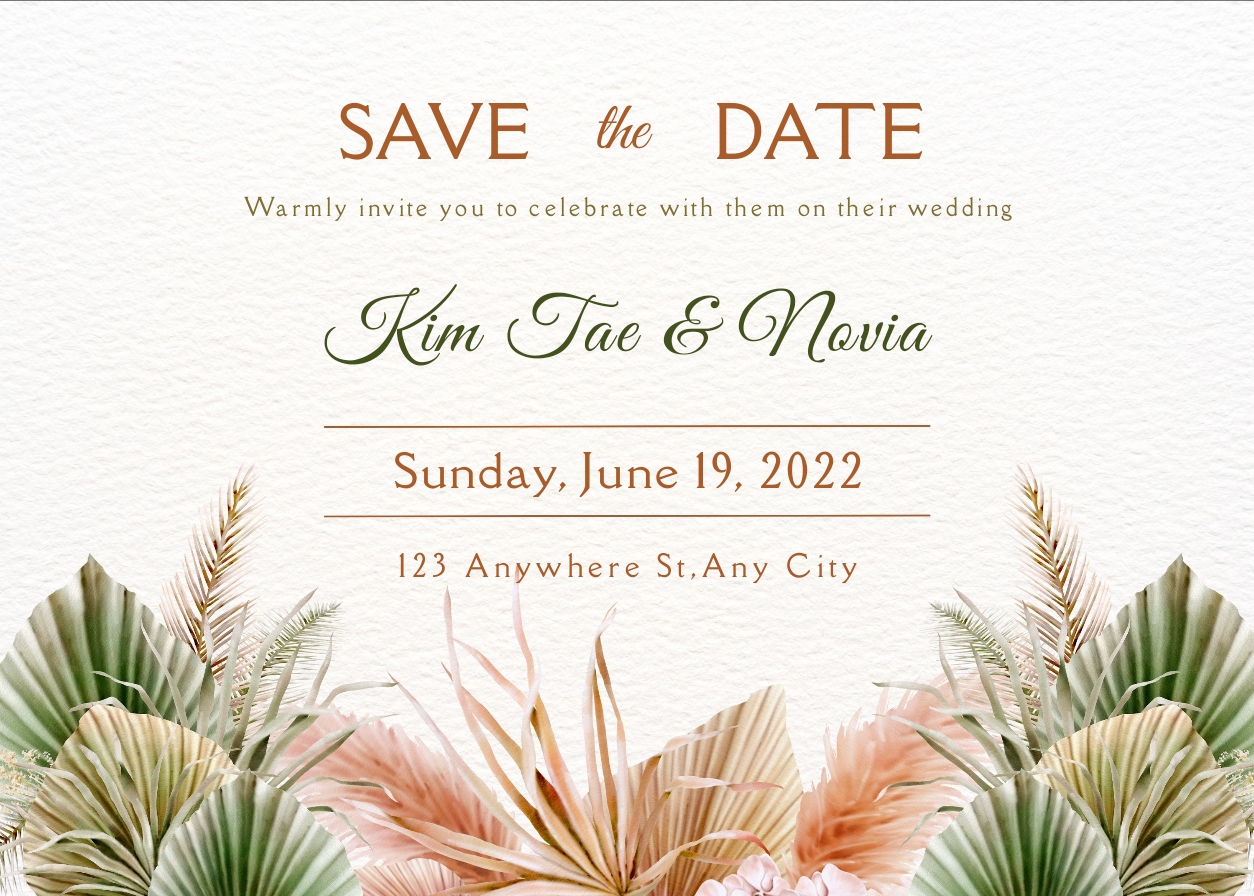 SAVE the DATE
Warmly invite you to celebrate with them on their wedding
Kim Tae & Novia
Sunday, June 19, 2022
123 Anywhere St,Any City